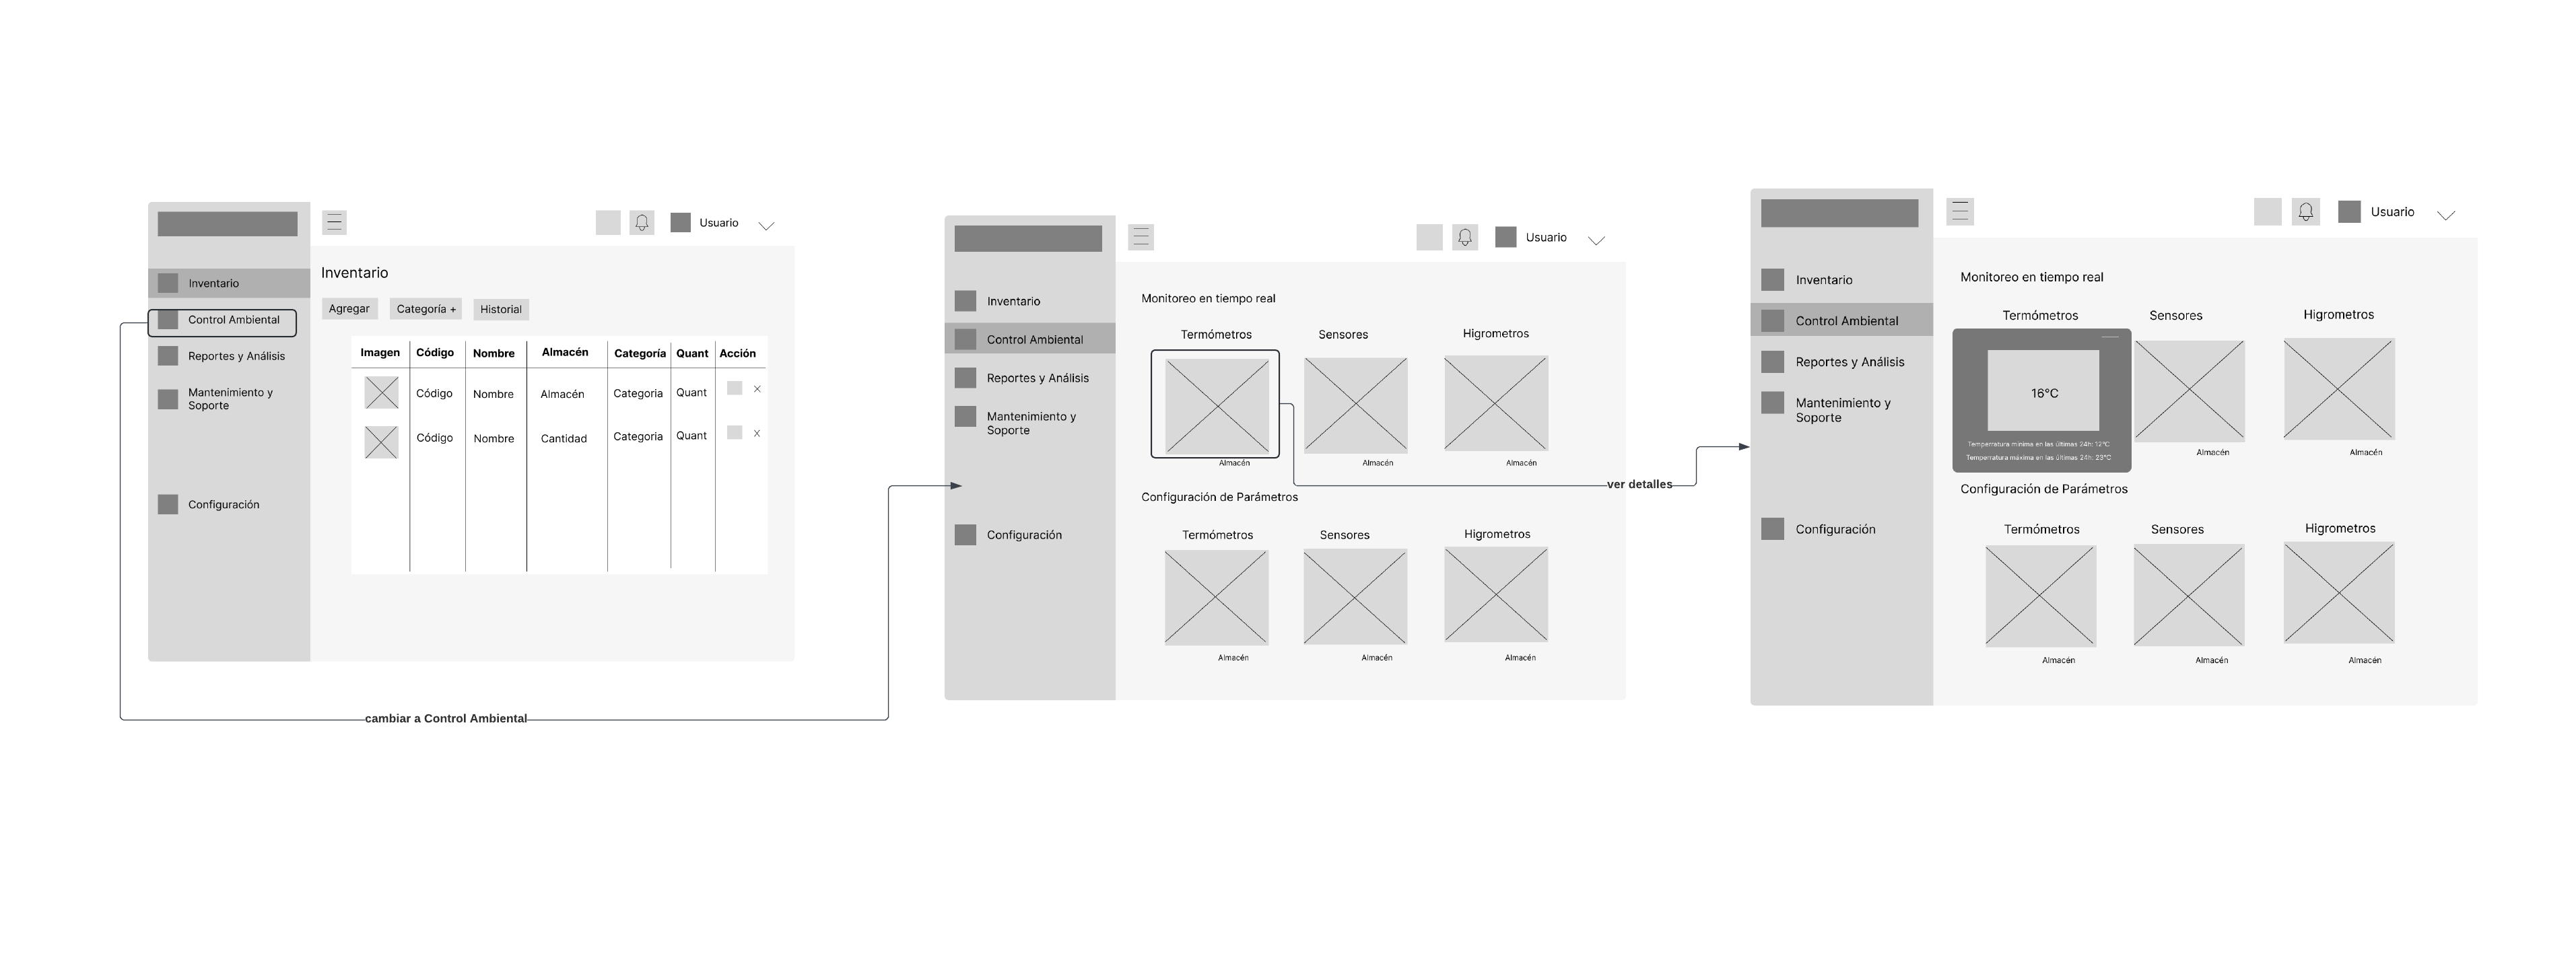 Usuario
Inventario
Control Ambiental
Reportes y Análisis
Mantenimiento y
Soporte
Configuración
Inventario
Agregar Categoría + Historial
Imagen Código Nombre Almacén Categoría Quant Acción
Código Nombre Almacén Categoria Quant X
Código Nombre Cantidad Categoria Quant X
cambiar a Control Ambiental
Usuario
Inventario
Control Ambiental
Reportes y Análisis
Mantenimiento y
Soporte
Configuración
Monitoreo en tiempo real
Termómetros Sensores Higrometros
Almacén Almacén Almacén
Configuración de Parámetros
Termómetros Sensores Higrometros
Almacén Almacén Almacén
ver detalles
Usuario
Inventario
Control Ambiental
Reportes y Análisis
Mantenimiento y
Soporte
Configuración
Monitoreo en tiempo real
Termómetros Sensores Higrometros
16°C
Temperratura mínima en las últimas 24h: 12°C
Temperratura máxima en las últimas 24h: 23°C
Almacén Almacén
Configuración de Parámetros
Termómetros Sensores Higrometros
Almacén Almacén Almacén